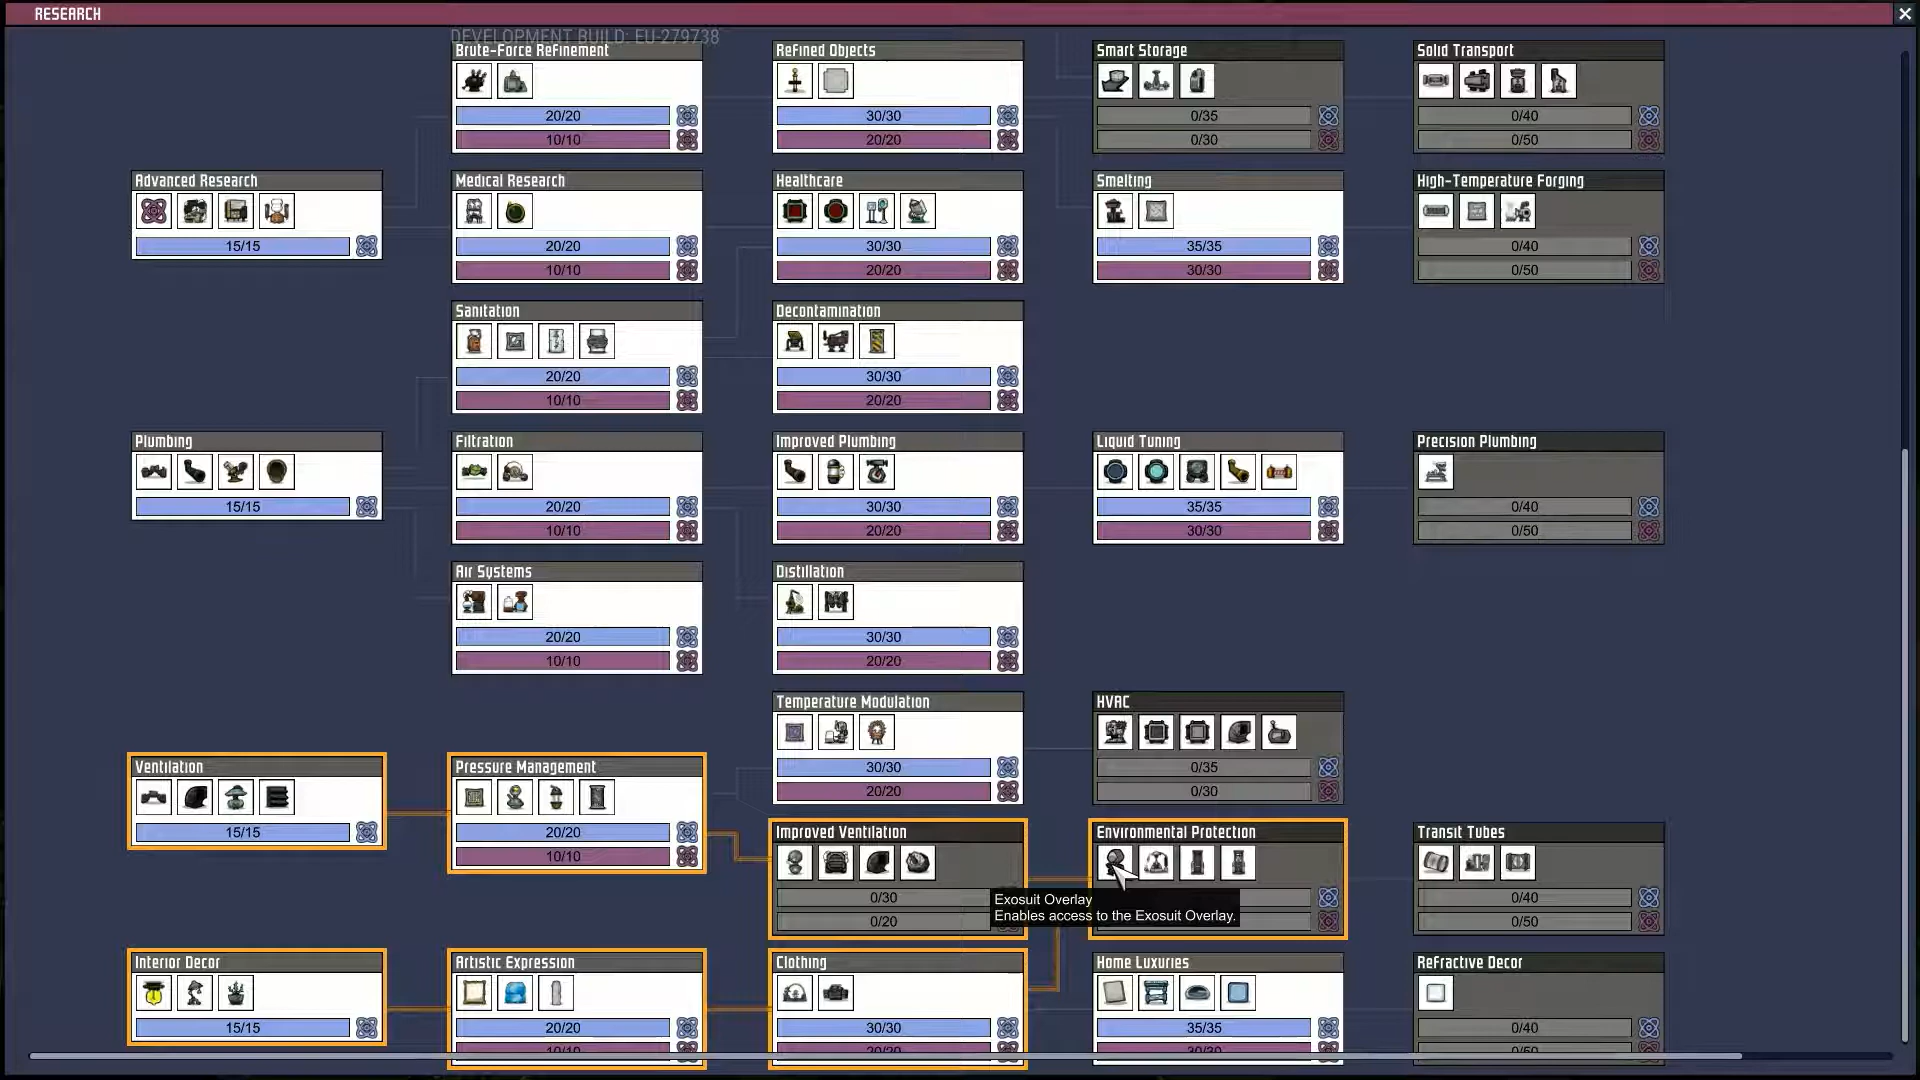 RESEARCH
DEVELOPMENT BUILD: EU-279738
Brute-Force Refinement
20/20
10/10
Refined Objects
30/30
20/20
Smart Storage
0/35
0/30
Solid Transport
0/40
0/50
Advanced Research
15/15
Medical Research
20/20
10/10
Healthcare
30/30
20/20
Smelting
35/35
30/30
High-Temperature Forging
0/40
0/50
Sanitation
20/20
10/10
Decontamination
30/30
20/20
Plumbing
15/15
Filtration
20/20
10/10
Improved Plumbing
30/30
20/20
Liquid Tuning
35/35
30/30
Precision Plumbing
0/40
0/50
Air Systems
20/20
10/10
Distillation
30/30
20/20
Temperature Modulation
30/30
20/20
HVAC
0/35
0/30
Ventilation
15/15
Pressure Management
20/20
10/10
Improved Ventilation
0/30
0/20
Environmental Protection
Exosuit Overlay
Enables access to the Exosuit Overlay.
Transit Tubes
0/40
0/50
Interior Decor
15/15
Artistic Expression
20/20
10/10
Clothing
30/30
20/20
Home Luxuries
35/35
30/30
Refractive Decor
0/40
0/50